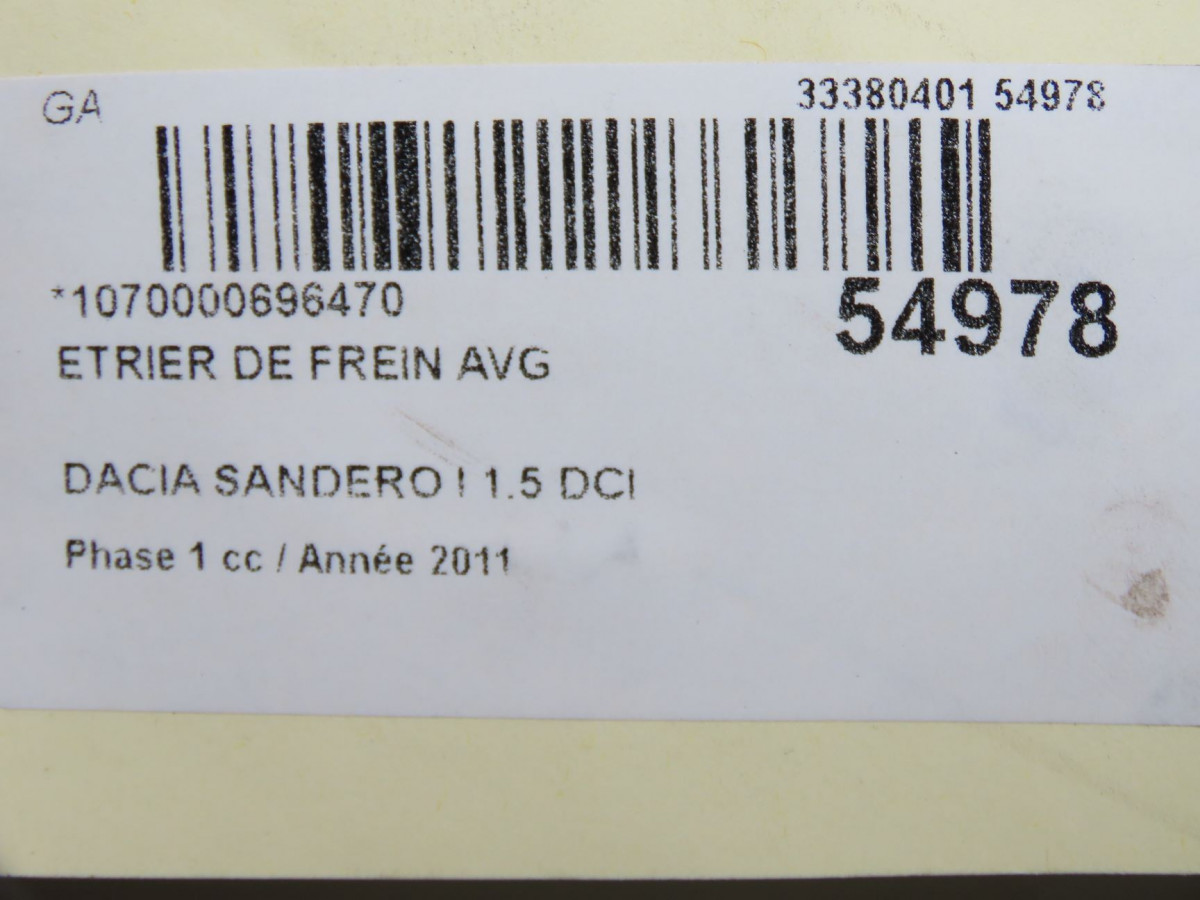 GA
33380401 54978
*1070000696470
54978
ETRIER DE FREIN AVG
DACIA SANDERO I 1.5 DCI
Phase 1 cc / Année 2011